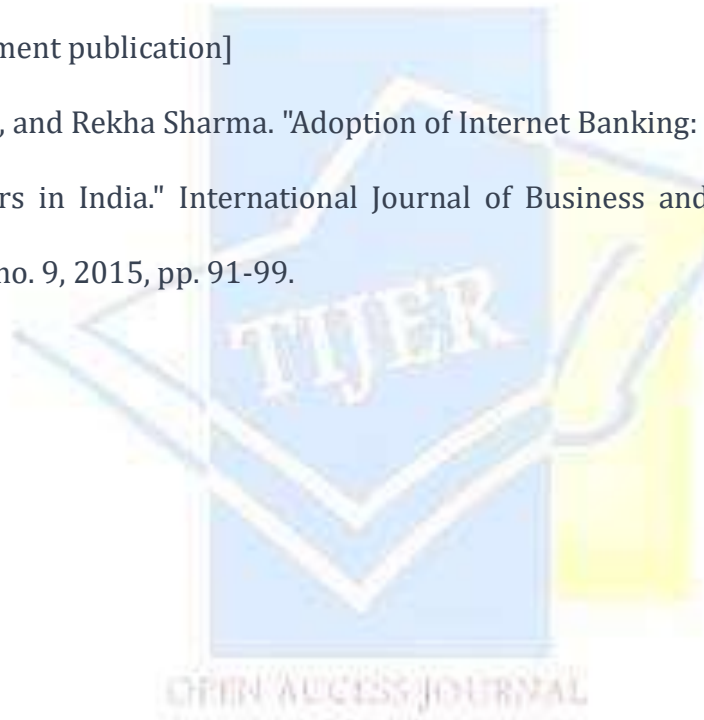 ment publication]
, and Rekha Sharma. "Adoption of Internet Banking:
rs in India." International Journal of Business and
no. 9, 2015, pp. 91-99.
TIJER
OPEN ACCESS JOURNAL